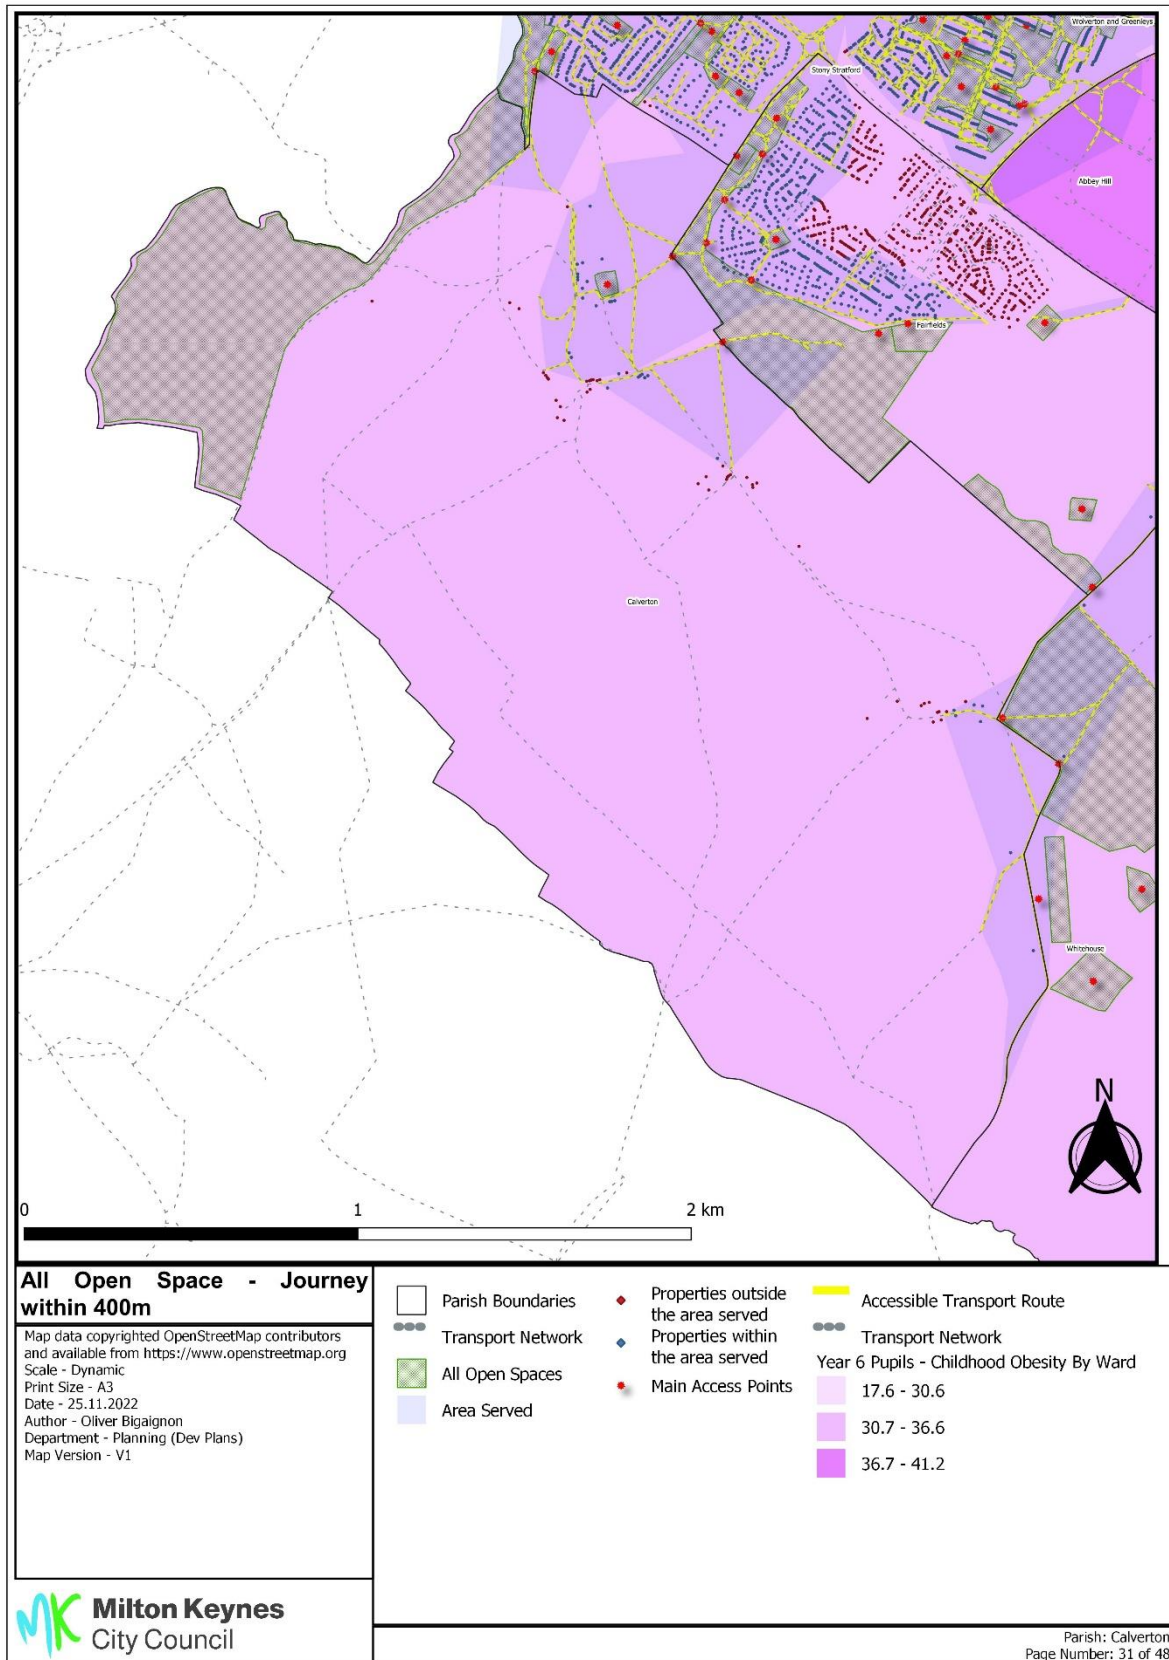 Wolverton and Greenleys
Stony Stratford
Abbey Hill
Fairfields
Calverton
Whitehouse
N
0 1 2 km
All Open Space - Journey
within 400m
Map data copyrighted OpenStreetMap contributors
and available from https://www.openstreetmap.org
Scale - Dynamic
Print Size - A3
Date - 25.11.2022
Author - Oliver Bigaignon
Department - Planning (Dev Plans)
Map Version - V1
MK Milton Keynes
City Council
Parish Boundaries
Transport Network
All Open Spaces
Area Served
Properties outside
the area served
Properties within
the area served
Main Access Points
Accessible Transport Route
Transport Network
Year 6 Pupils - Childhood Obesity By Ward
17.6 - 30.6
30.7 - 36.6
36.7 - 41.2
Parish: Calverton
Page Number: 31 of 48